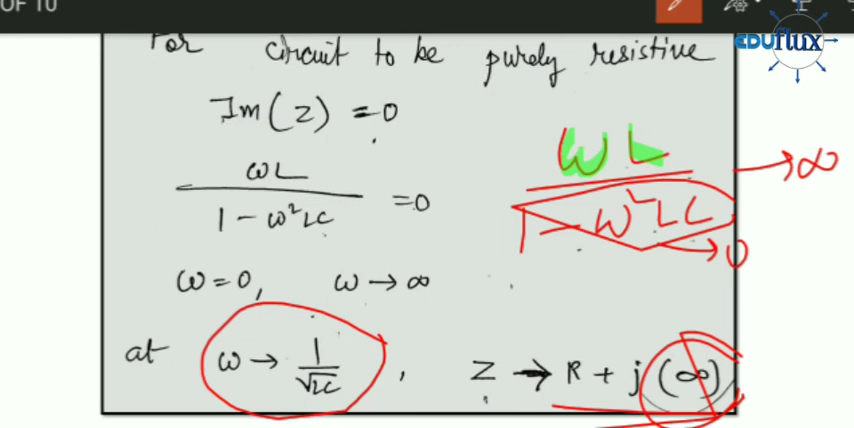 OF 10
EDUflux
For circuit to be purely resistive
Im(Z) = 0
ωL / 1 - ω²LC = 0
ωL / 1 - ω²LC → ∞
→ 0
ω = 0, ω → ∞
at ω → 1/√LC , Z → R + j(∞)